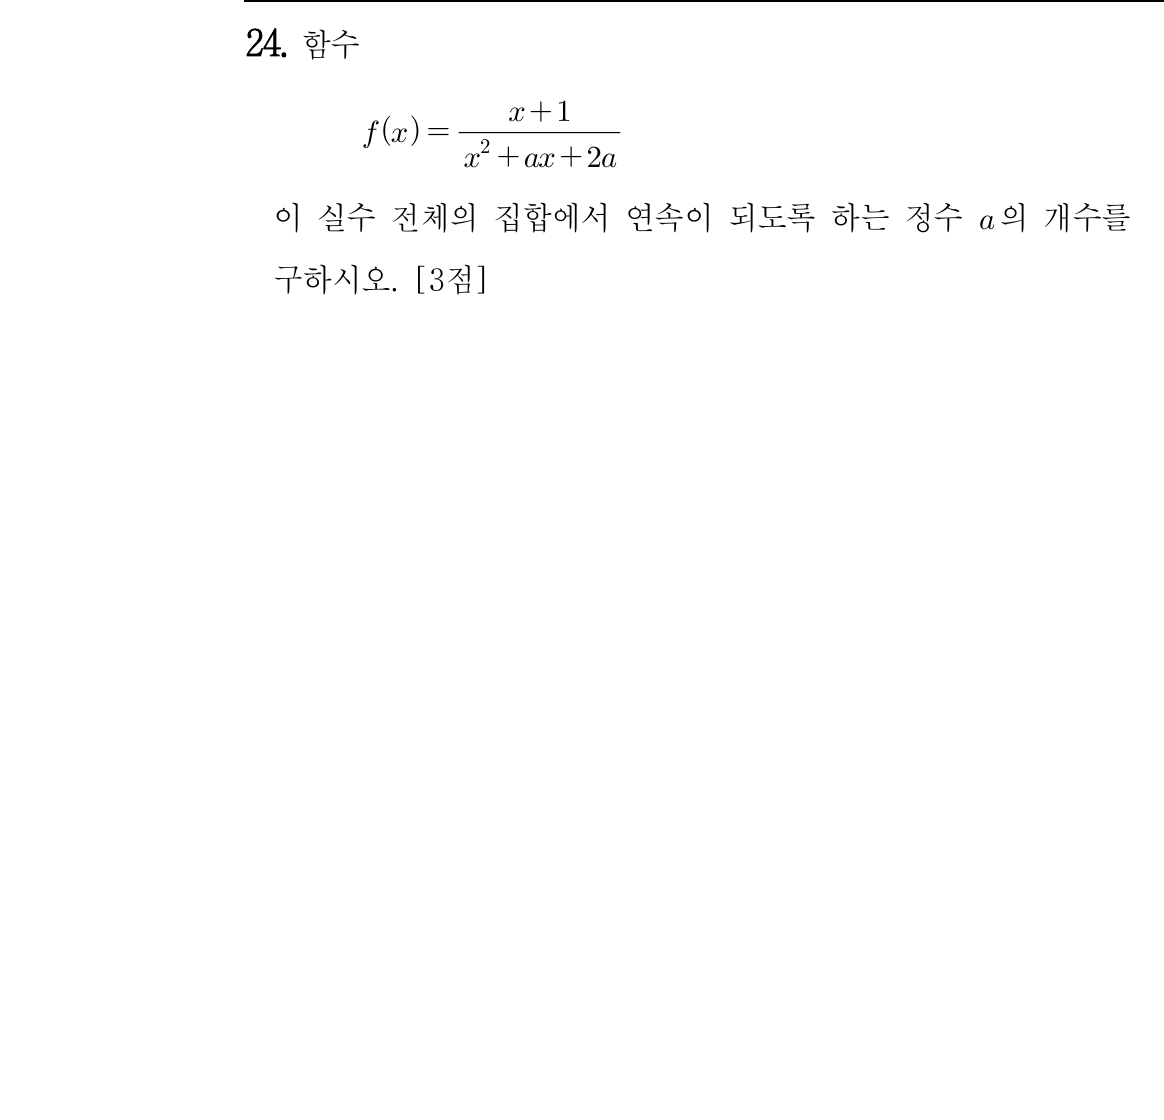 24. 함수
f(x) = \frac{x+1}{x^2+ax+2a}
이 실수 전체의 집합에서 연속이 되도록 하는 정수 a의 개수를
구하시오. [3점]